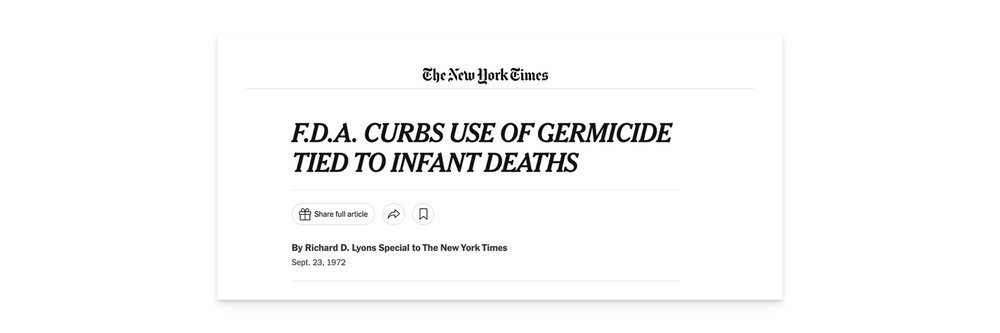 The New York Times
F.D.A. CURBS USE OF GERMICIDE
TIED TO INFANT DEATHS
Share full article
By Richard D. Lyons Special to The New York Times
Sept. 23, 1972